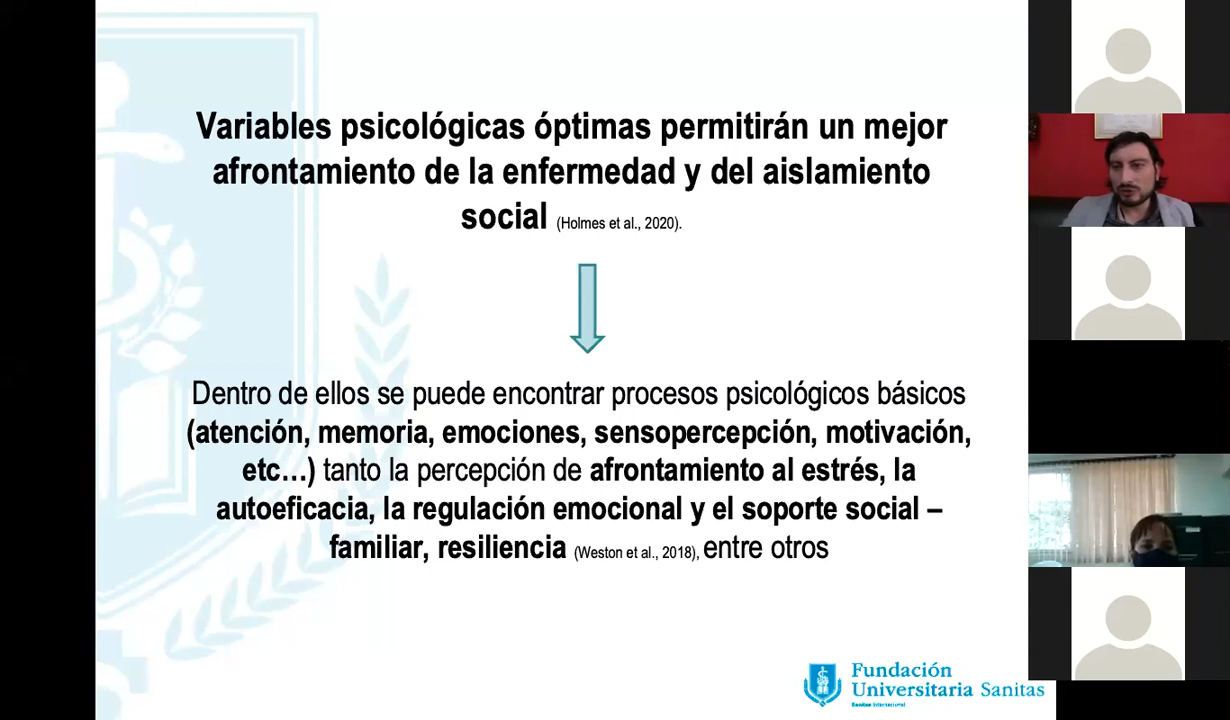 Variables psicológicas óptimas permitirán un mejor
afrontamiento de la enfermedad y del aislamiento
social (Holmes et al., 2020).
Dentro de ellos se puede encontrar procesos psicológicos básicos
(atención, memoria, emociones, sensopercepción, motivación,
etc…) tanto la percepción de afrontamiento al estrés, la
autoeficacia, la regulación emocional y el soporte social –
familiar, resiliencia (Weston et al., 2018), entre otros
Fundación
Universitaria Sanitas
Sanitas Internacional